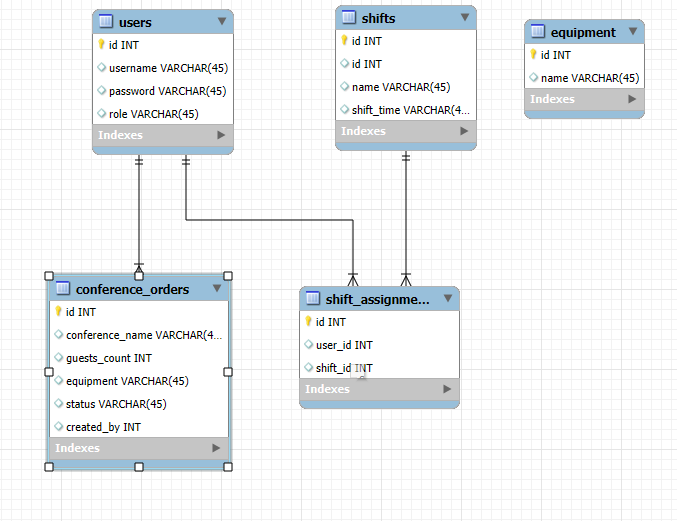 users
id INT
username VARCHAR(45)
password VARCHAR(45)
role VARCHAR(45)
Indexes
shifts
id INT
id INT
name VARCHAR(45)
shift_time VARCHAR(4...
Indexes
equipment
id INT
name VARCHAR(45)
Indexes
conference_orders
id INT
conference_name VARCHAR(4...
guests_count INT
equipment VARCHAR(45)
status VARCHAR(45)
created_by INT
Indexes
shift_assignme...
id INT
user_id INT
shift_id INT
Indexes